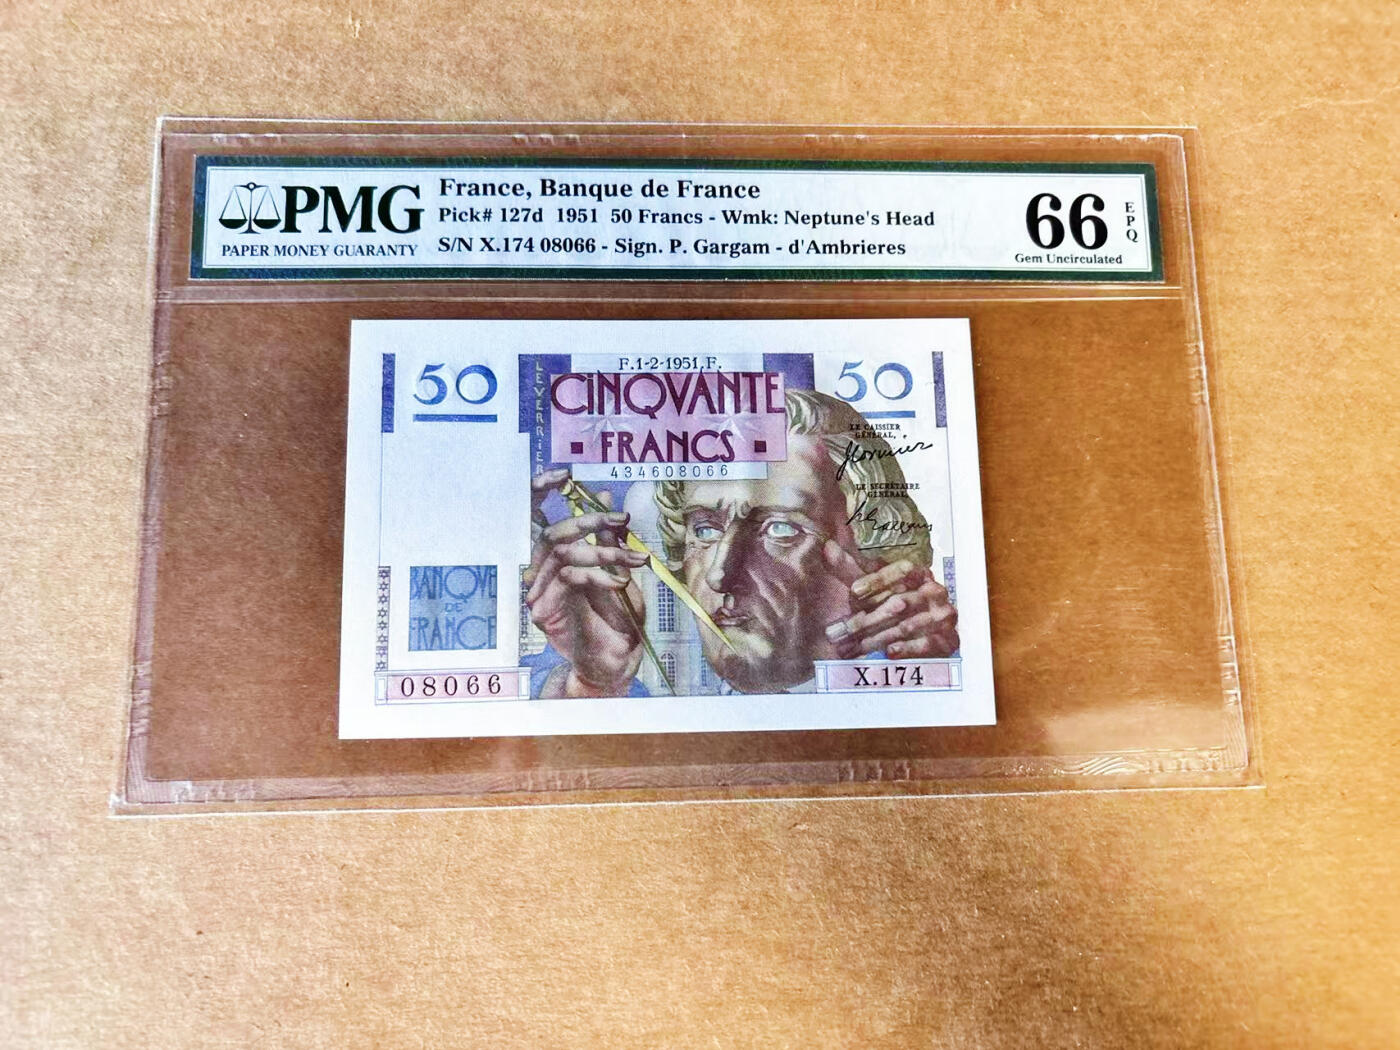 PMG
PAPER MONEY GUARANTY
France, Banque de France
Pick# 127d 1951 50 Francs - Wmk: Neptune's Head
S/N X.174 08066 - Sign. P. Gargam - d'Ambrieres
66
EPQ
Gem Uncirculated
50
LEVERRIER
F.1-2-1951.F.
CINQVANTE
FRANCS
434608066
50
LE CAISSIER
GÉNÉRAL,
LE SECRÉTAIRE
GÉNÉRAL,
BANQVE
DE
FRANCE
08066
X.174